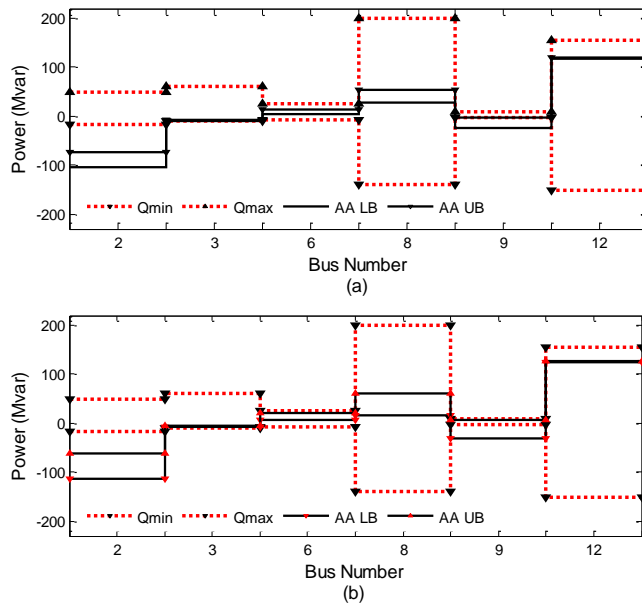 200
100
0
-100
-200
Power (Mvar)
Qmin Qmax AA LB AA UB
2 3 6 8 9 12
Bus Number
(a)
200
100
0
-100
-200
Power (Mvar)
Qmin Qmax AA LB AA UB
2 3 6 8 9 12
Bus Number
(b)